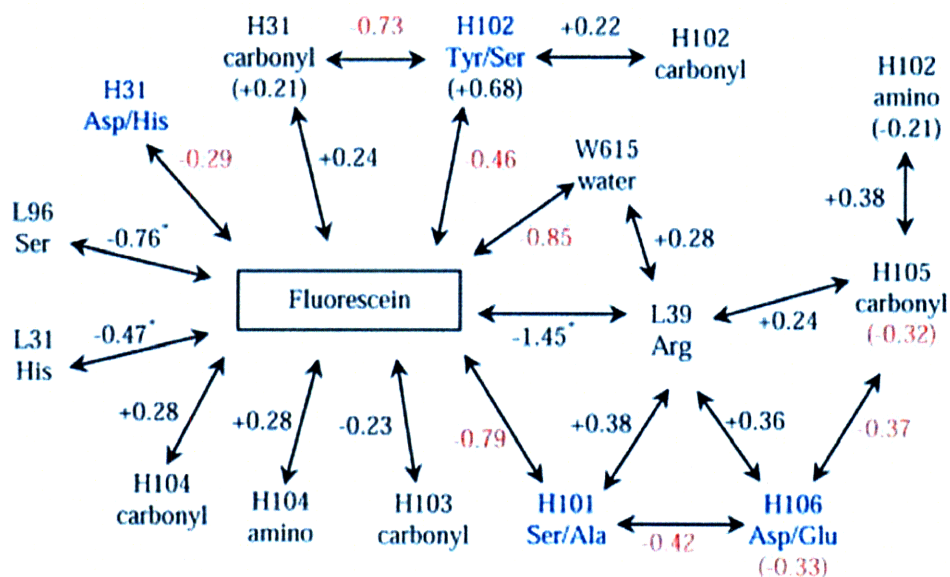 H31
carbonyl
(+0.21)
-0.73
H102
Tyr/Ser
(+0.68)
+0.22
H102
carbonyl
H102
amino
(-0.21)
H31
Asp/His
-0.29
+0.24
0.46
W615
water
0.85
+0.28
+0.38
L96
Ser
-0.76*
Fluorescein
-1.45*
L39
Arg
+0.24
H105
carbonyl
(-0.32)
L31
His
-0.47*
+0.28
+0.28
-0.23
-0.79
+0.38
+0.36
-0.37
H104
carbonyl
H104
amino
H103
carbonyl
H101
Ser/Ala
-0.42
H106
Asp/Glu
(-0.33)